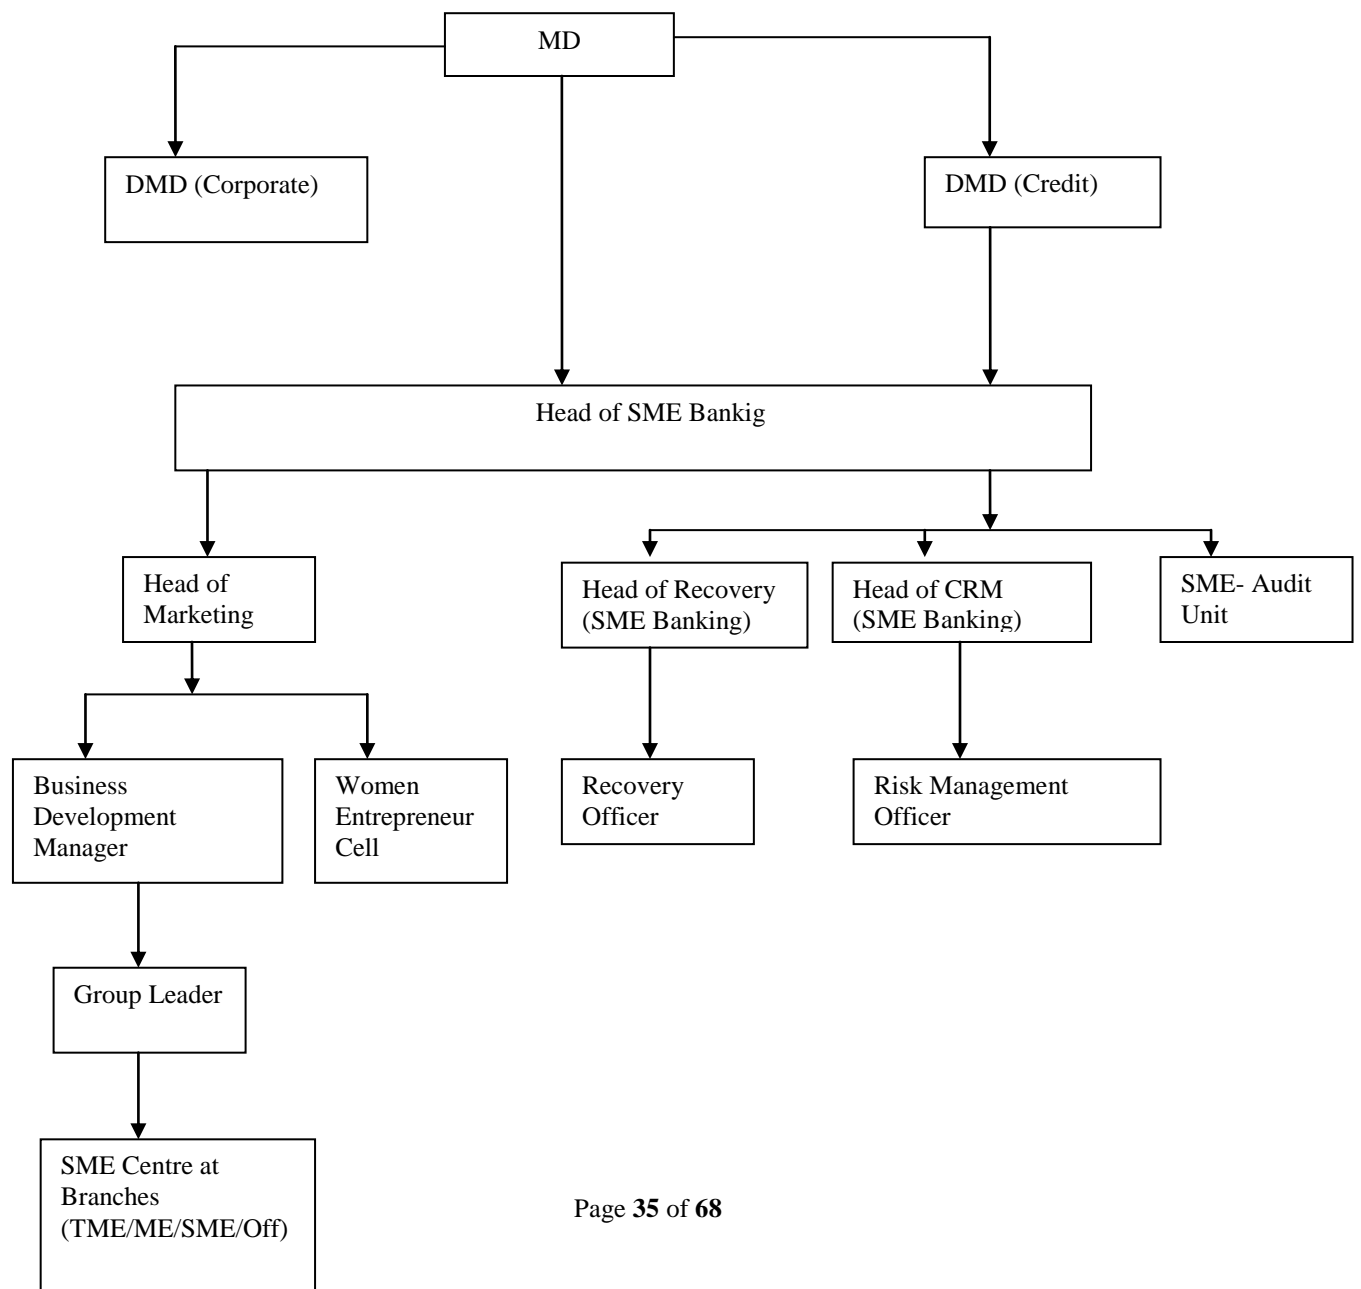 MD
DMD (Corporate)
DMD (Credit)
Head of SME Bankig
Head of
Marketing
Head of Recovery
(SME Banking)
Head of CRM
(SME Banking)
SME- Audit
Unit
Business
Development
Manager
Women
Entrepreneur
Cell
Recovery
Officer
Risk Management
Officer
Group Leader
SME Centre at
Branches
(TME/ME/SME/Off)
Page 35 of 68